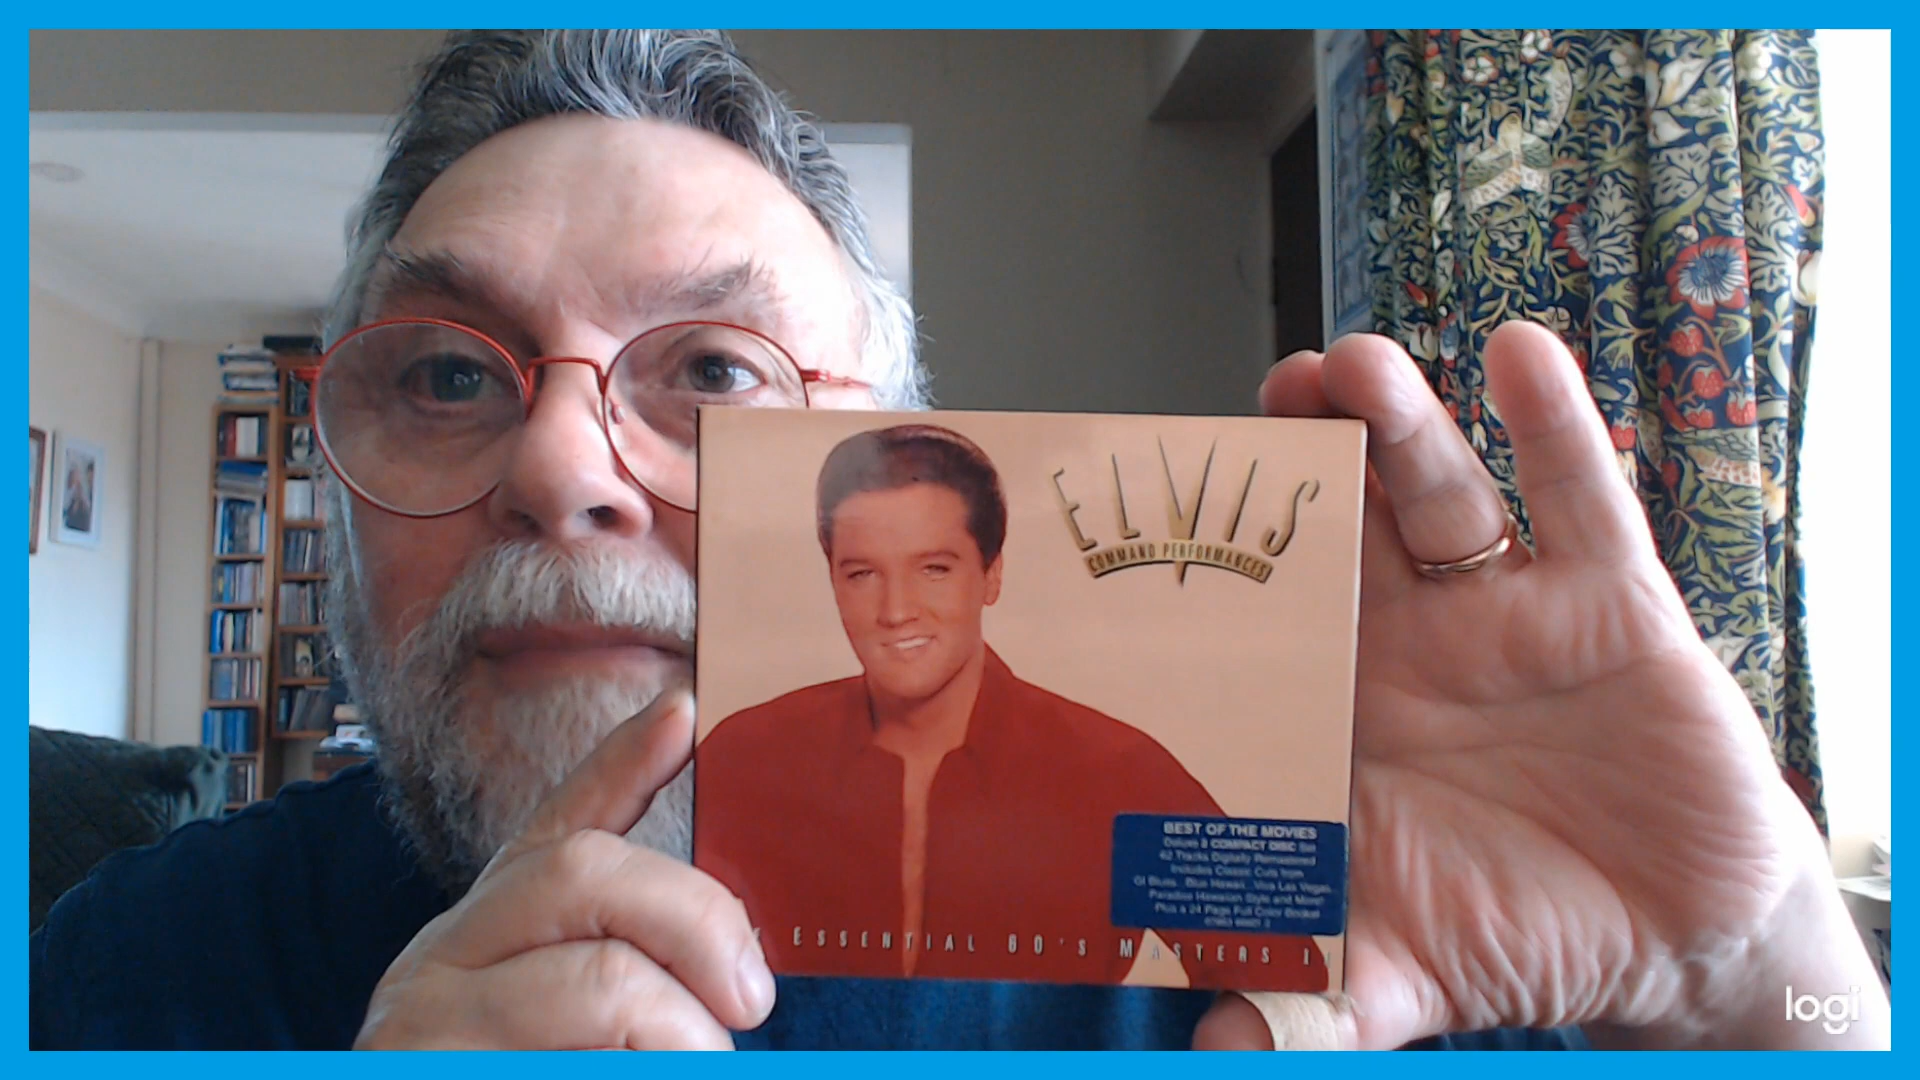 ELVIS
COMMAND PERFORMANCES
BEST OF THE MOVIES
Deluxe 2 COMPACT DISC Set
62 Tracks Digitally Remastered
Includes Classic Cuts from
GI Blues...Blue Hawaii...Viva Las Vegas...
Paradise Hawaiian Style and More!
Plus a 24 Page Full Color Booklet
ESSENTIAL 60'S MASTERS II
logi